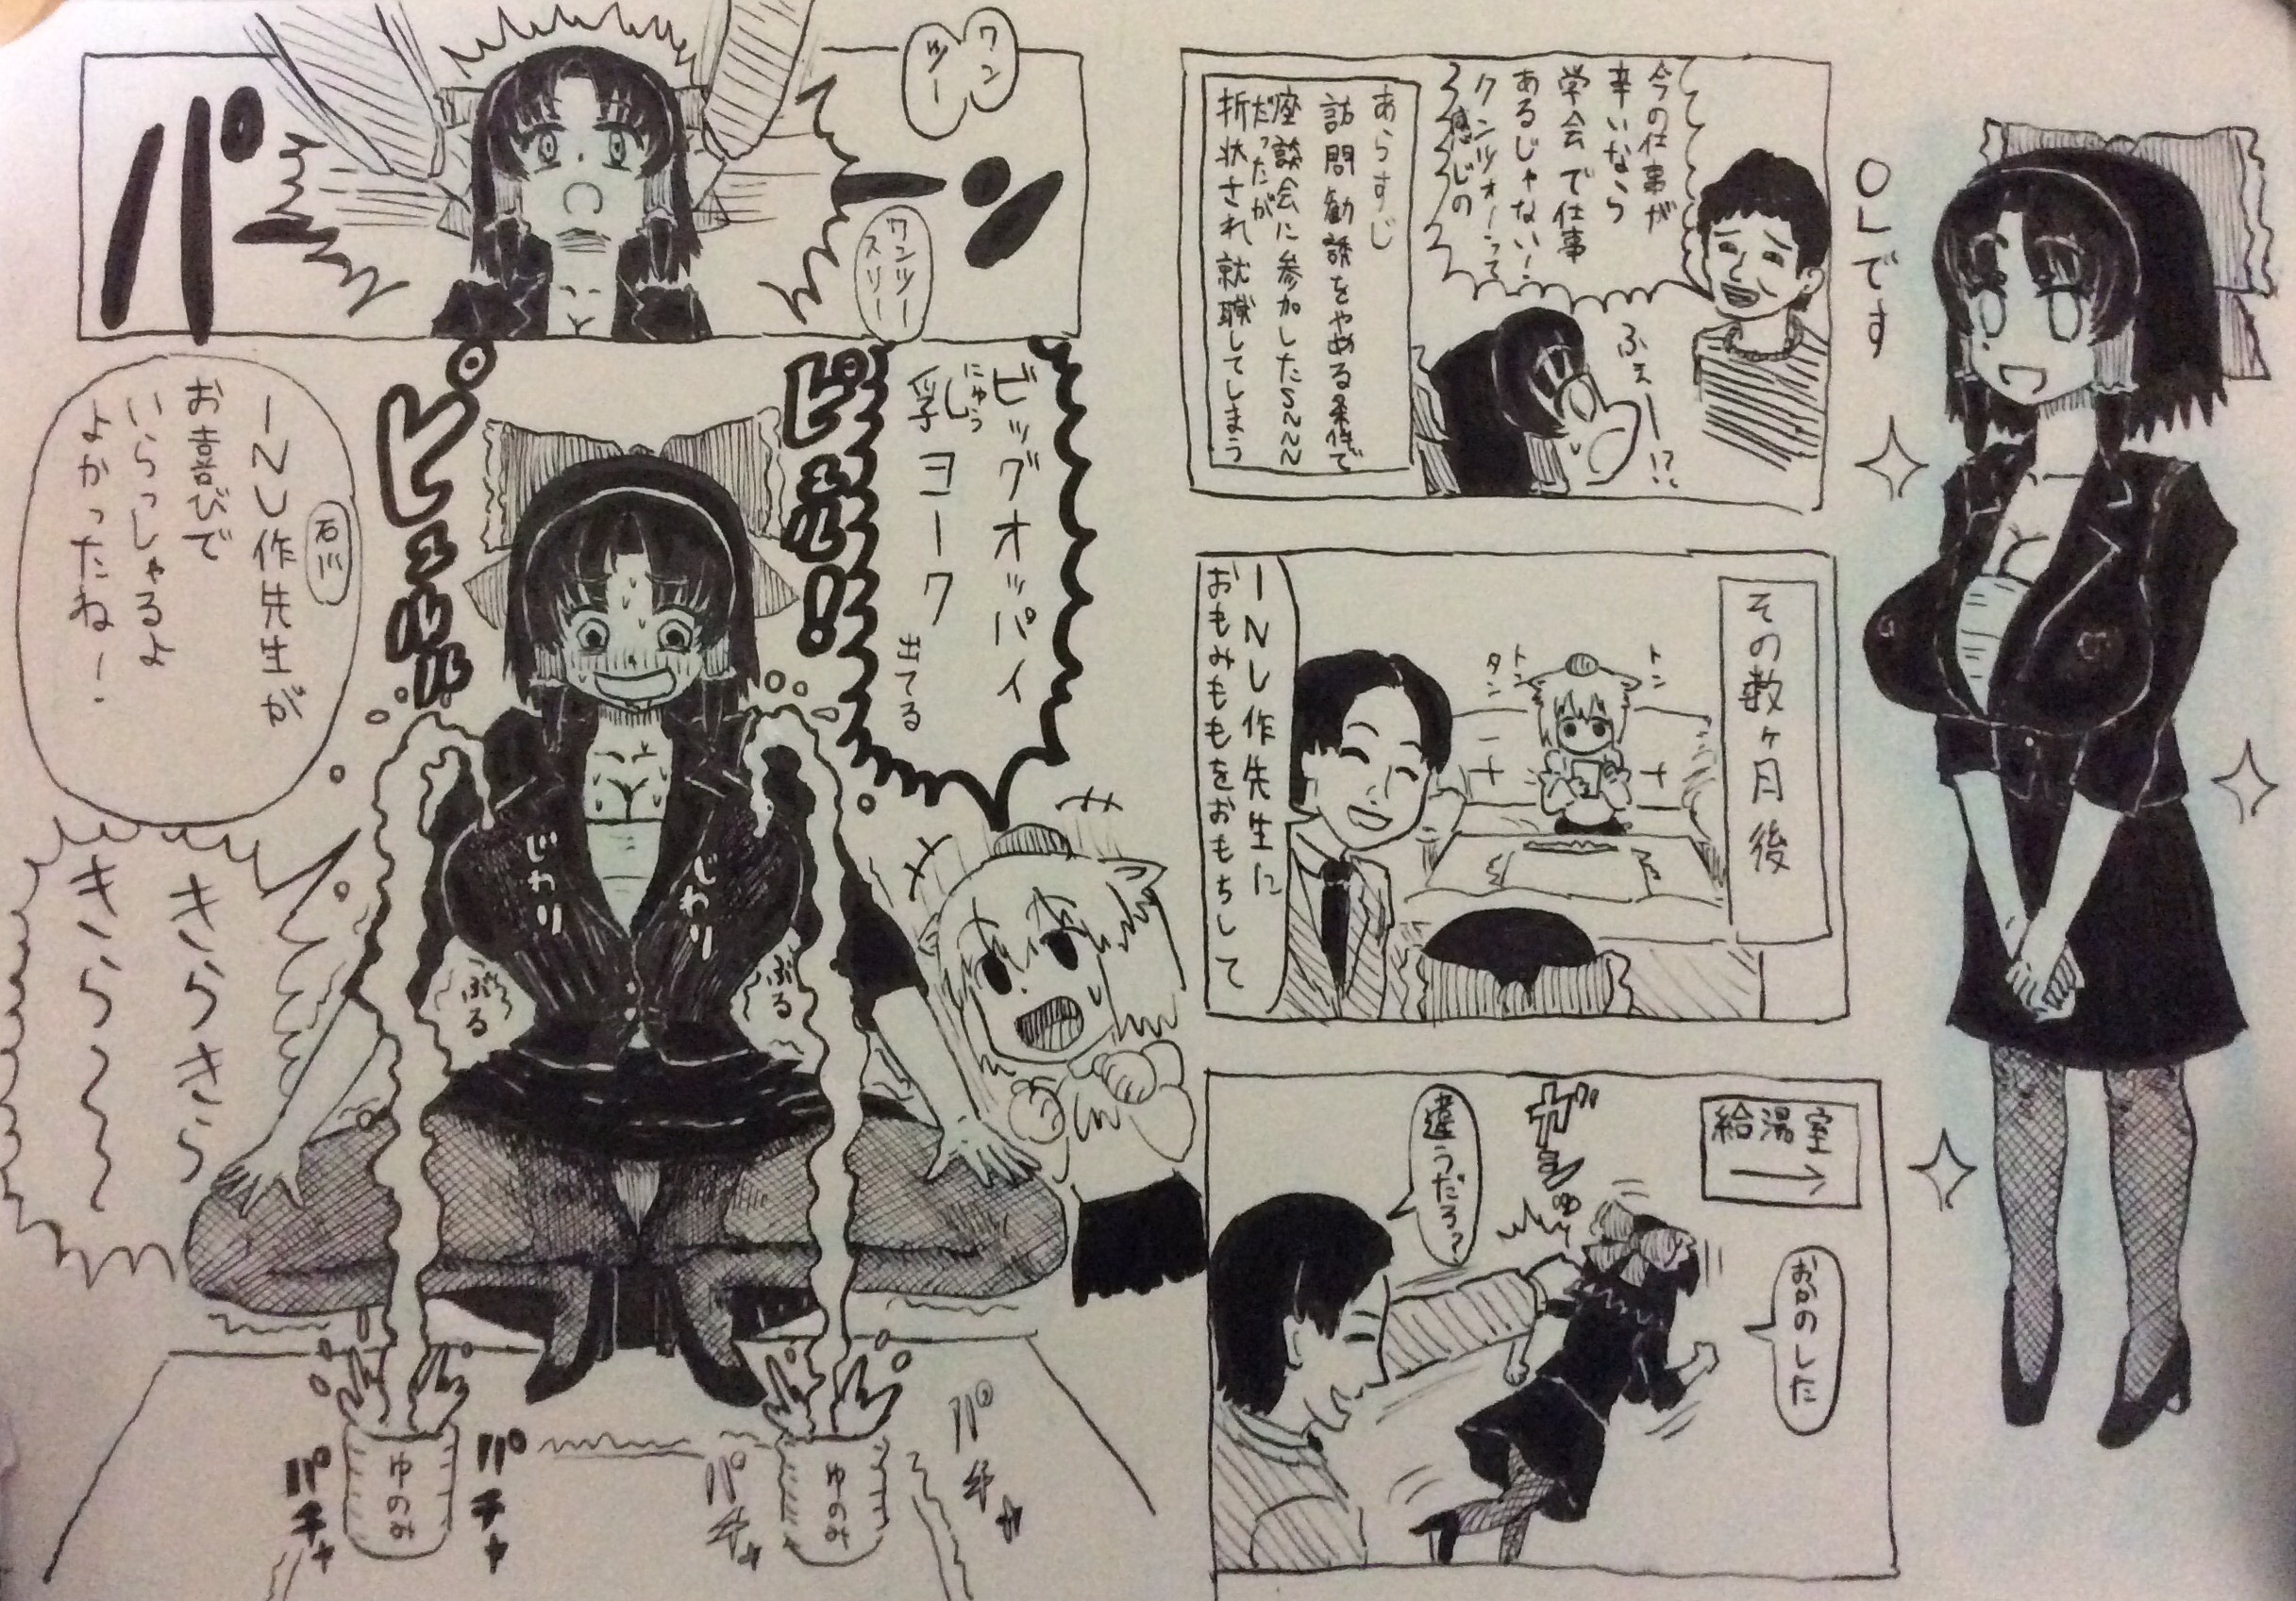 OLです
今の仕事が
辛いなら
学会で仕事
あるじゃない!
クンツォーって
感じの
ふぇー!?
あらすじ
訪問勧誘をやめる条件で
座談会に参加したSNNN
だったが
折状され就職してしまう
その数ヶ月後
トン
トン
タン
INL作先生に
おもみももをおもちして
給湯室
→
おかのした
ガシッ
違うだろ?
ワン
ツー
ワンツー
スリー
パーン
ビッグオッパイ
にゅうし
乳ヨーク
出てる
ピュルル!
ピュルル
石川
INL作先生が
お喜びで
いらっしゃるよ
よかったね!
じわり
じわり
ぷる
ぷる
きらきら
きら〜
ゆのみ
ゆのみ
パチャ
パチャ
パチャ
パチャ